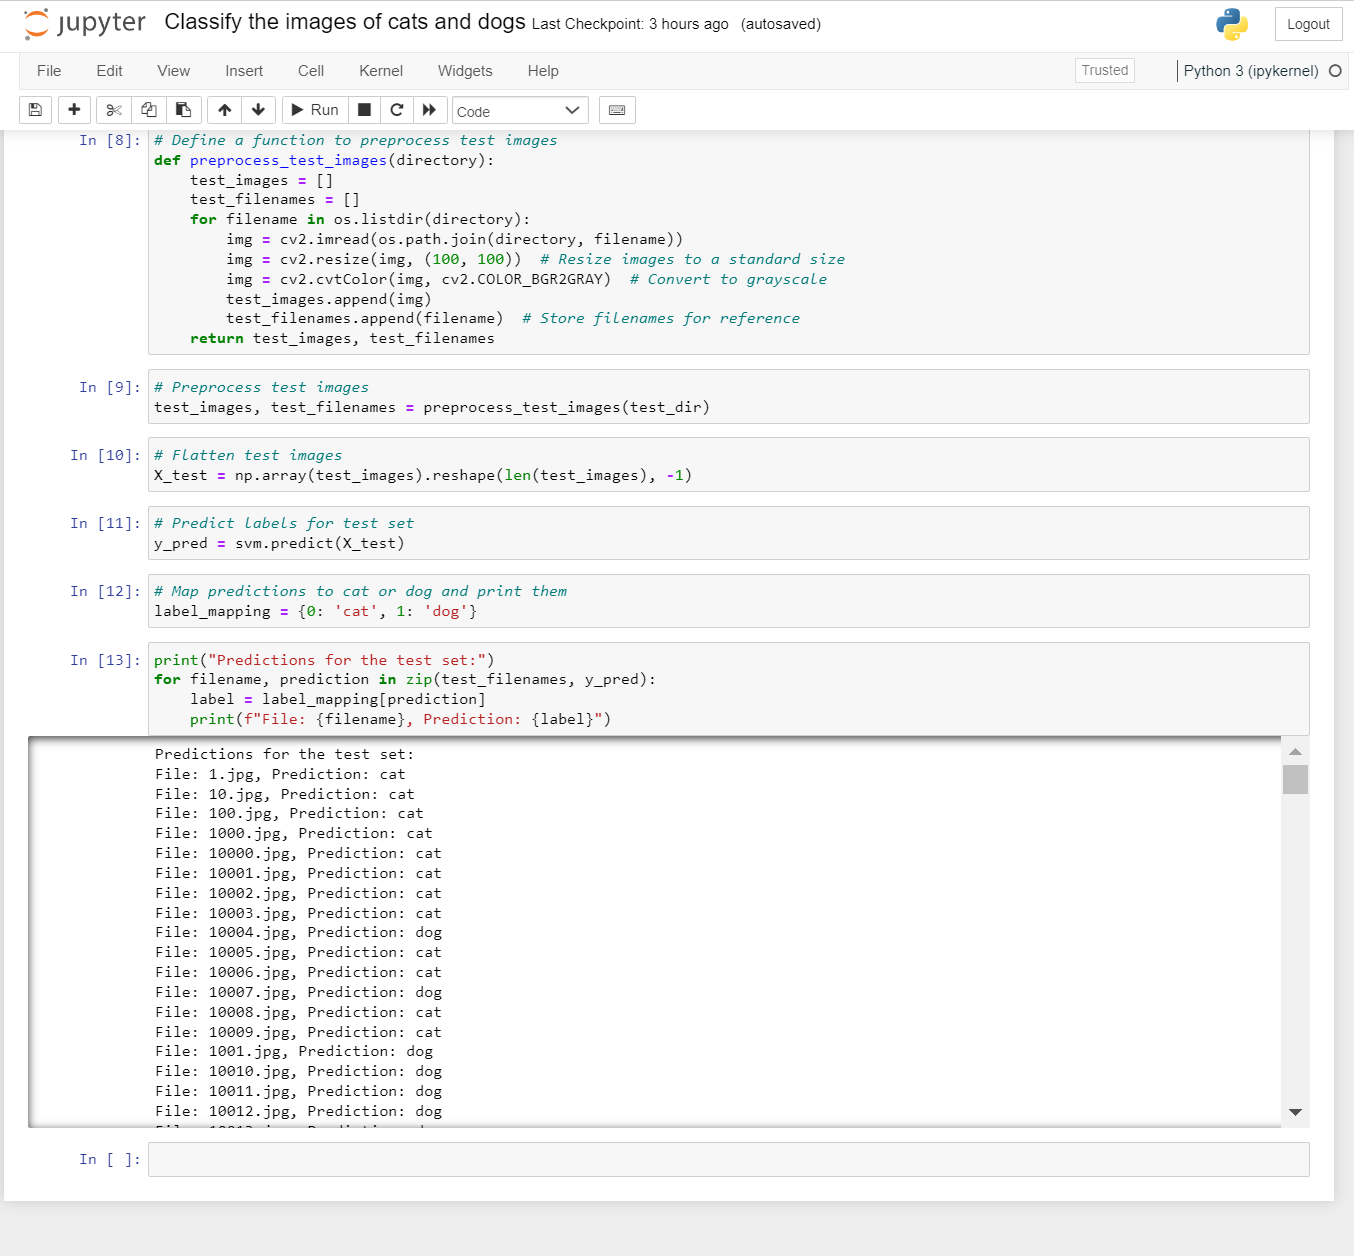 jupyter Classify the images of cats and dogs Last Checkpoint: 3 hours ago (autosaved) Logout
File Edit View Insert Cell Kernel Widgets Help Trusted Python 3 (ipykernel)
Run Code
In [8]: # Define a function to preprocess test images
def preprocess_test_images(directory):
    test_images = []
    test_filenames = []
    for filename in os.listdir(directory):
        img = cv2.imread(os.path.join(directory, filename))
        img = cv2.resize(img, (100, 100))  # Resize images to a standard size
        img = cv2.cvtColor(img, cv2.COLOR_BGR2GRAY)  # Convert to grayscale
        test_images.append(img)
        test_filenames.append(filename)  # Store filenames for reference
    return test_images, test_filenames
In [9]: # Preprocess test images
test_images, test_filenames = preprocess_test_images(test_dir)
In [10]: # Flatten test images
X_test = np.array(test_images).reshape(len(test_images), -1)
In [11]: # Predict labels for test set
y_pred = svm.predict(X_test)
In [12]: # Map predictions to cat or dog and print them
label_mapping = {0: 'cat', 1: 'dog'}
In [13]: print("Predictions for the test set:")
for filename, prediction in zip(test_filenames, y_pred):
    label = label_mapping[prediction]
    print(f"File: {filename}, Prediction: {label}")
Predictions for the test set:
File: 1.jpg, Prediction: cat
File: 10.jpg, Prediction: cat
File: 100.jpg, Prediction: cat
File: 1000.jpg, Prediction: cat
File: 10000.jpg, Prediction: cat
File: 10001.jpg, Prediction: cat
File: 10002.jpg, Prediction: cat
File: 10003.jpg, Prediction: cat
File: 10004.jpg, Prediction: dog
File: 10005.jpg, Prediction: cat
File: 10006.jpg, Prediction: cat
File: 10007.jpg, Prediction: dog
File: 10008.jpg, Prediction: cat
File: 10009.jpg, Prediction: cat
File: 1001.jpg, Prediction: dog
File: 10010.jpg, Prediction: dog
File: 10011.jpg, Prediction: dog
File: 10012.jpg, Prediction: dog
In [ ]: